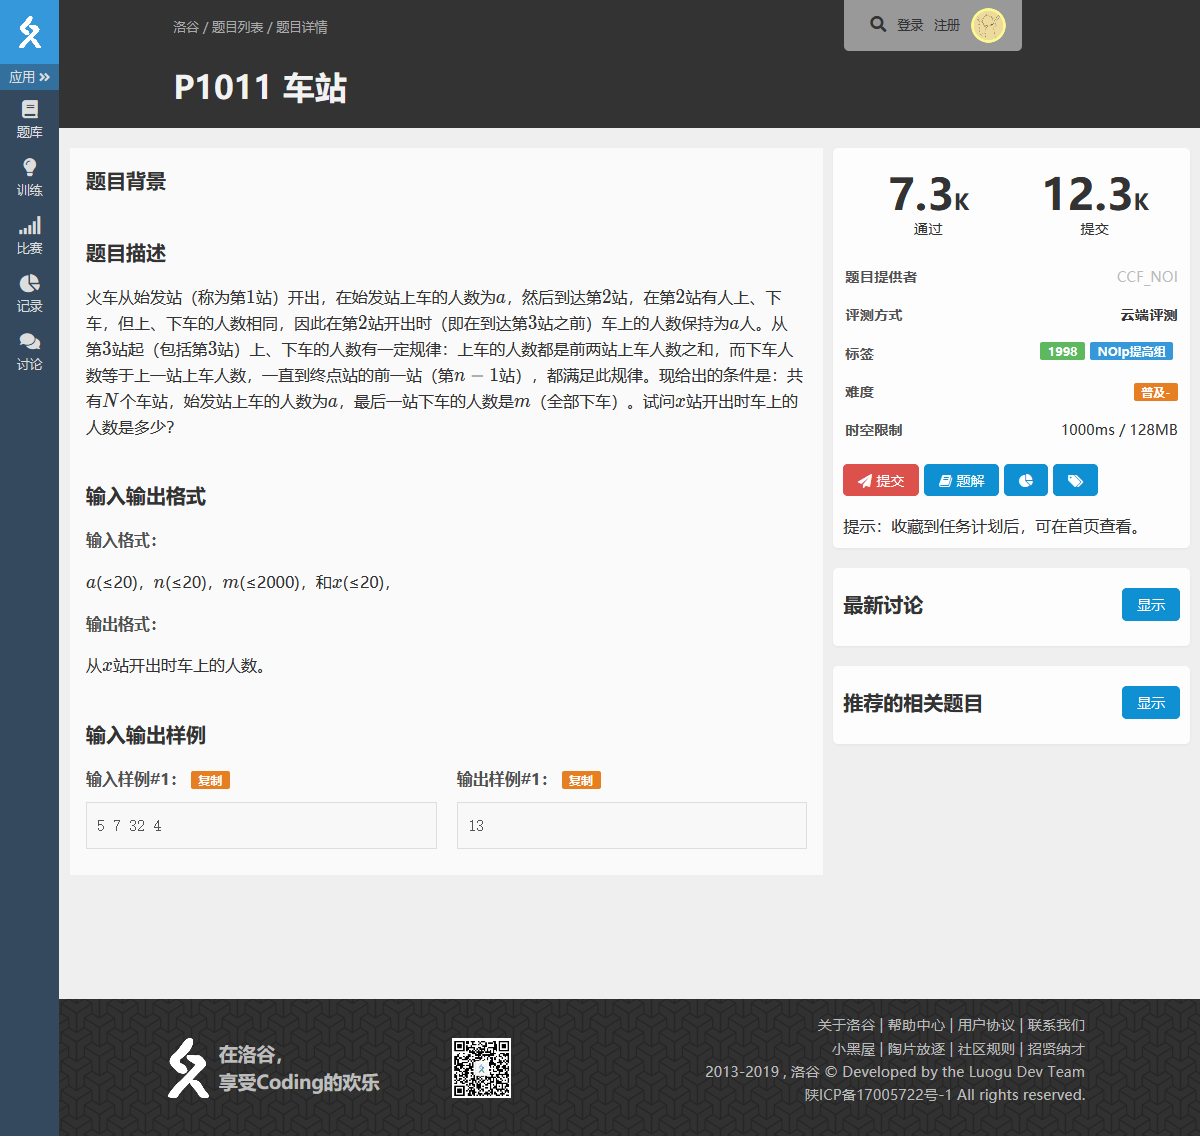 洛谷 / 题目列表 / 题目详情
登录 注册
应用
题库
训练
比赛
记录
讨论
P1011 车站
题目背景
题目描述
火车从始发站（称为第1站）开出，在始发站上车的人数为a，然后到达第2站，在第2站有人上、下
车，但上、下车的人数相同，因此在第2站开出时（即在到达第3站之前）车上的人数保持为a人。从
第3站起（包括第3站）上、下车的人数有一定规律：上车的人数都是前两站上车人数之和，而下车人
数等于上一站上车人数，一直到终点站的前一站（第n − 1站），都满足此规律。现给出的条件是：共
有N个车站，始发站上车的人数为a，最后一站下车的人数是m（全部下车）。试问x站开出时车上的
人数是多少？
输入输出格式
输入格式：
a(≤20)，n(≤20)，m(≤2000)，和x(≤20)，
输出格式：
从x站开出时车上的人数。
输入输出样例
输入样例#1： 复制
5 7 32 4
输出样例#1： 复制
13
7.3K
通过
12.3K
提交
题目提供者 CCF_NOI
评测方式 云端评测
标签 1998 NOIp提高组
难度 普及-
时空限制 1000ms / 128MB
提交 题解
提示：收藏到任务计划后，可在首页查看。
最新讨论 显示
推荐的相关题目 显示
在洛谷，
享受Coding的欢乐
关于洛谷 | 帮助中心 | 用户协议 | 联系我们
小黑屋 | 陶片放逐 | 社区规则 | 招贤纳才
2013-2019 , 洛谷 © Developed by the Luogu Dev Team
陕ICP备17005722号-1 All rights reserved.